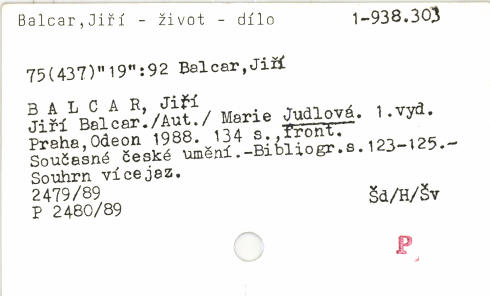 Balcar,Jiří - život - dílo 1-938.303
75(437)"19":92 Balcar,Jiří
B A L C A R, Jiří
Jiří Balcar./Aut./ Marie Judlová. 1.vyd.
Praha,Odeon 1988. 134 s.,front.
Současné české umění.-Bibliogr.s.123-125.-
Souhrn vícejaz.
2479/89 Šd/H/Šv
P 2480/89
P